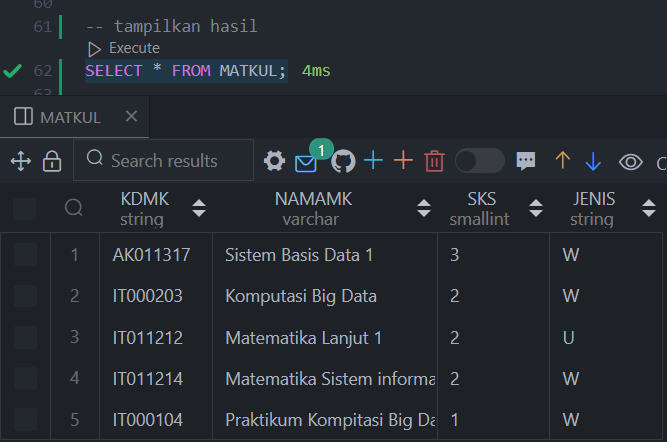 60
61 -- tampilkan hasil
Execute
62 SELECT * FROM MATKUL; 4ms
MATKUL
Search results 1
KDMK NAMAMK SKS JENIS
string varchar smallint string
1 AK011317 Sistem Basis Data 1 3 W
2 IT000203 Komputasi Big Data 2 W
3 IT011212 Matematika Lanjut 1 2 U
4 IT011214 Matematika Sistem informa 2 W
5 IT000104 Praktikum Kompitasi Big Da 1 W